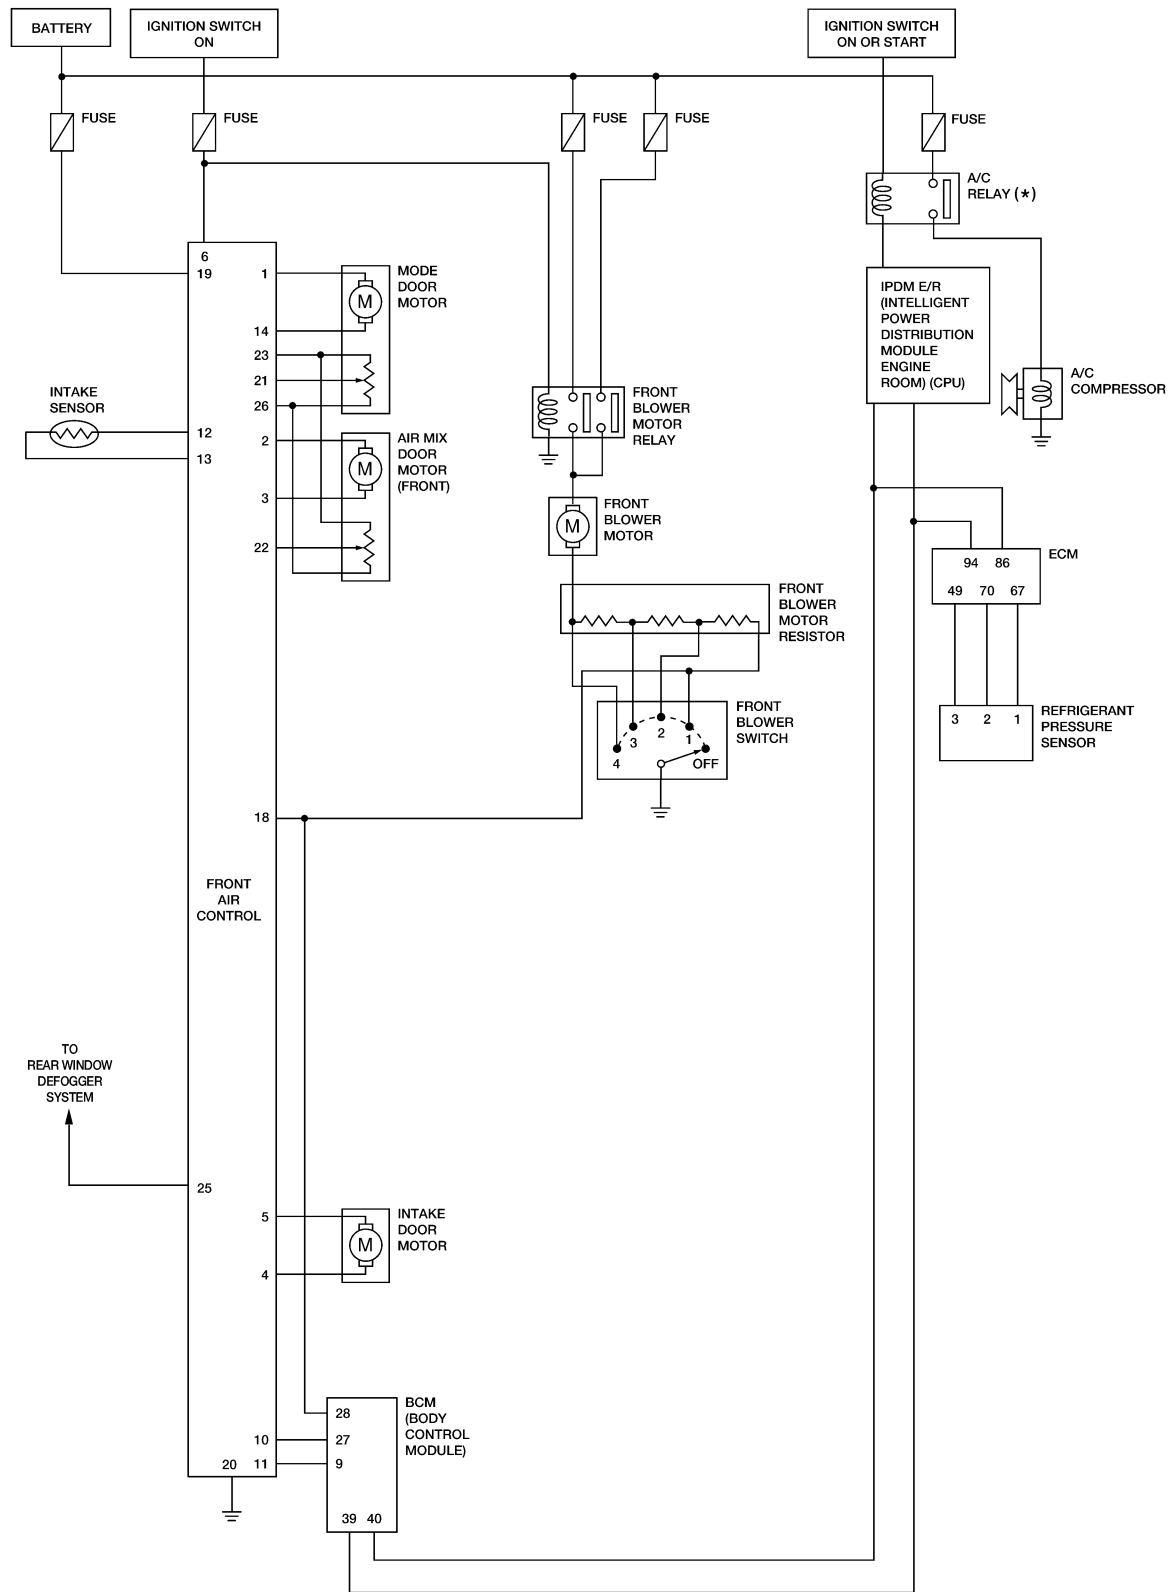 BATTERY
IGNITION SWITCH
ON
IGNITION SWITCH
ON OR START
FUSE
FUSE
FUSE
FUSE
FUSE
A/C
RELAY (*)
6
19
1
14
23
21
26
M
MODE
DOOR
MOTOR
INTAKE
SENSOR
12
13
2
3
22
M
AIR MIX
DOOR
MOTOR
(FRONT)
FRONT
BLOWER
MOTOR
RELAY
IPDM E/R
(INTELLIGENT
POWER
DISTRIBUTION
MODULE
ENGINE
ROOM) (CPU)
A/C
COMPRESSOR
M
FRONT
BLOWER
MOTOR
94 86
49 70 67
ECM
FRONT
BLOWER
MOTOR
RESISTOR
4
3
2
1
OFF
FRONT
BLOWER
SWITCH
3 2 1
REFRIGERANT
PRESSURE
SENSOR
18
FRONT
AIR
CONTROL
TO
REAR WINDOW
DEFOGGER
SYSTEM
25
5
4
M
INTAKE
DOOR
MOTOR
10
11
20
28
27
9
39 40
BCM
(BODY
CONTROL
MODULE)